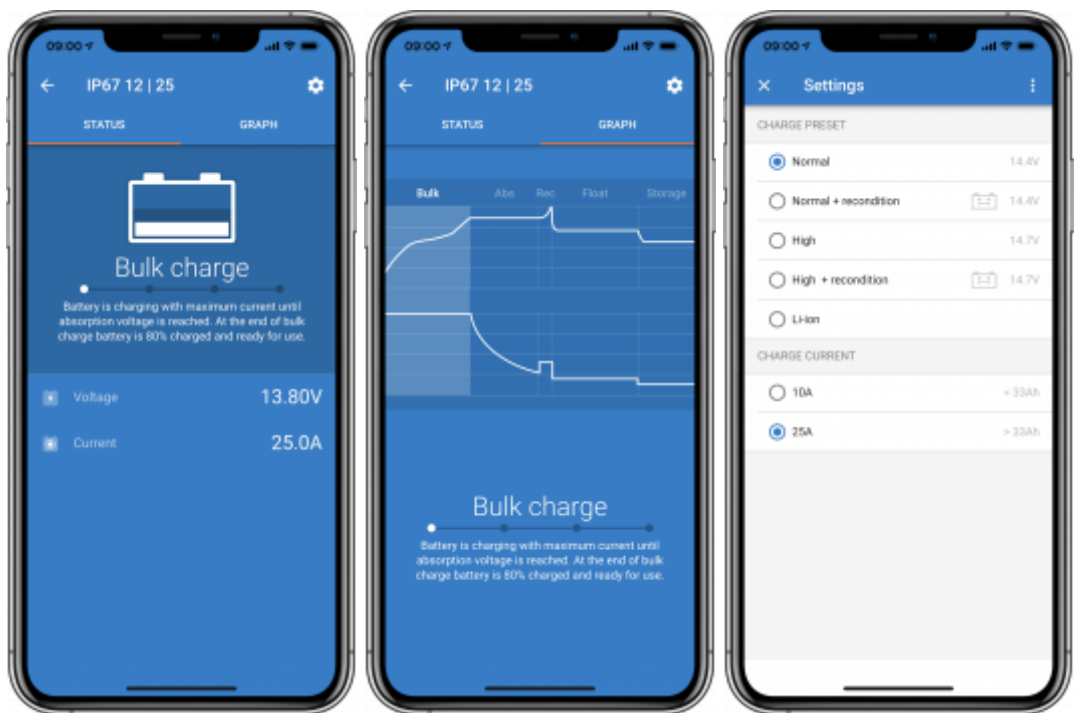 09:00
IP67 12 | 25
STATUS GRAPH
Bulk charge
Battery is charging with maximum current until
absorption voltage is reached. At the end of bulk
charge battery is 80% charged and ready for use.
Voltage 13.80V
Current 25.0A
09:00
IP67 12 | 25
STATUS GRAPH
Bulk Abs Rec Float Storage
Bulk charge
Battery is charging with maximum current until
absorption voltage is reached. At the end of bulk
charge battery is 80% charged and ready for use.
09:00
Settings
CHARGE PRESET
Normal 14.4V
Normal + recondition 14.4V
High 14.7V
High + recondition 14.7V
Li-ion
CHARGE CURRENT
10A < 33Ah
25A > 33Ah